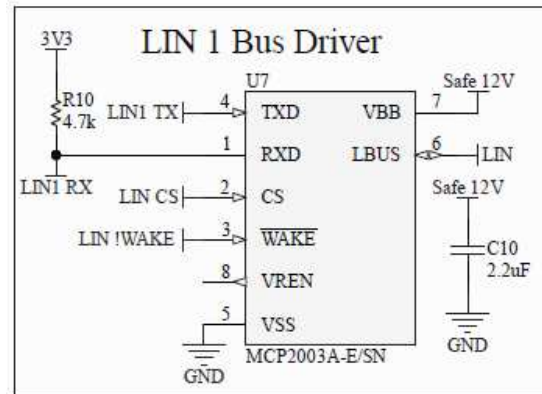 LIN 1 Bus Driver
3V3
R10
4.7k
LIN1 RX
U7
LIN1 TX 4 TXD VBB 7 Safe 12V
1 RXD LBUS 6 LIN
LIN CS 2 CS
LIN !WAKE 3 WAKE
8 VREN
5 VSS
GND
MCP2003A-E/SN
Safe 12V
C10
2.2uF
GND